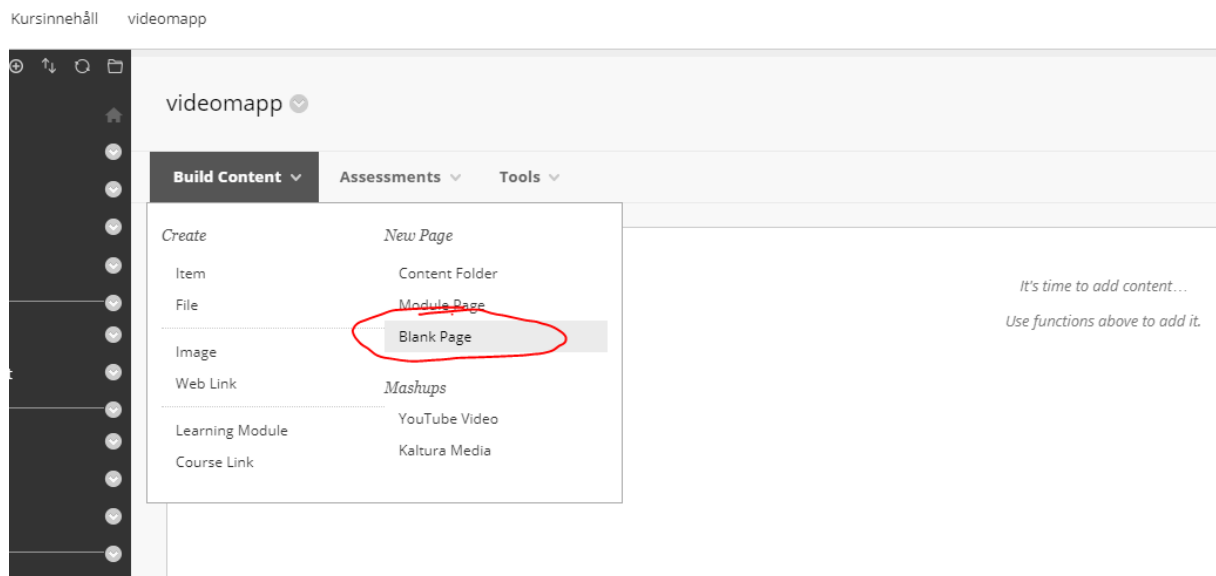 Kursinnehåll videomapp
videomapp
Build Content Assessments Tools
Create
Item
File
Image
Web Link
Learning Module
Course Link
New Page
Content Folder
Module Page
Blank Page
Mashups
YouTube Video
Kaltura Media
It's time to add content...
Use functions above to add it.